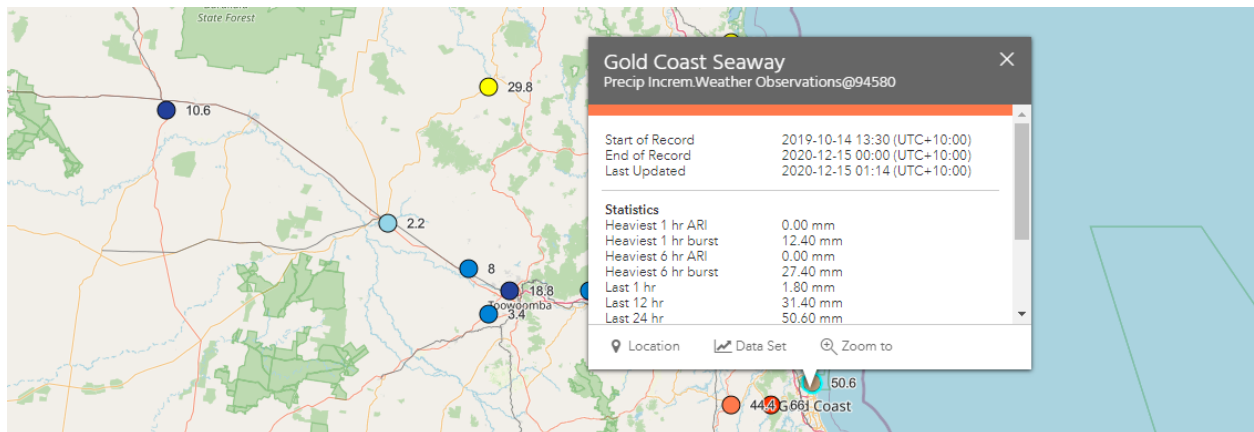 State Forest
10.6
29.8
2.2
8
18.8
Toowoomba
3.4
Gold Coast Seaway
Precip Increm.Weather Observations@94580
Start of Record 2019-10-14 13:30 (UTC+10:00)
End of Record 2020-12-15 00:00 (UTC+10:00)
Last Updated 2020-12-15 01:14 (UTC+10:00)
Statistics
Heaviest 1 hr ARI 0.00 mm
Heaviest 1 hr burst 12.40 mm
Heaviest 6 hr ARI 0.00 mm
Heaviest 6 hr burst 27.40 mm
Last 1 hr 1.80 mm
Last 12 hr 31.40 mm
Last 24 hr 50.60 mm
Location Data Set Zoom to
50.6
44.4 66 Gold Coast